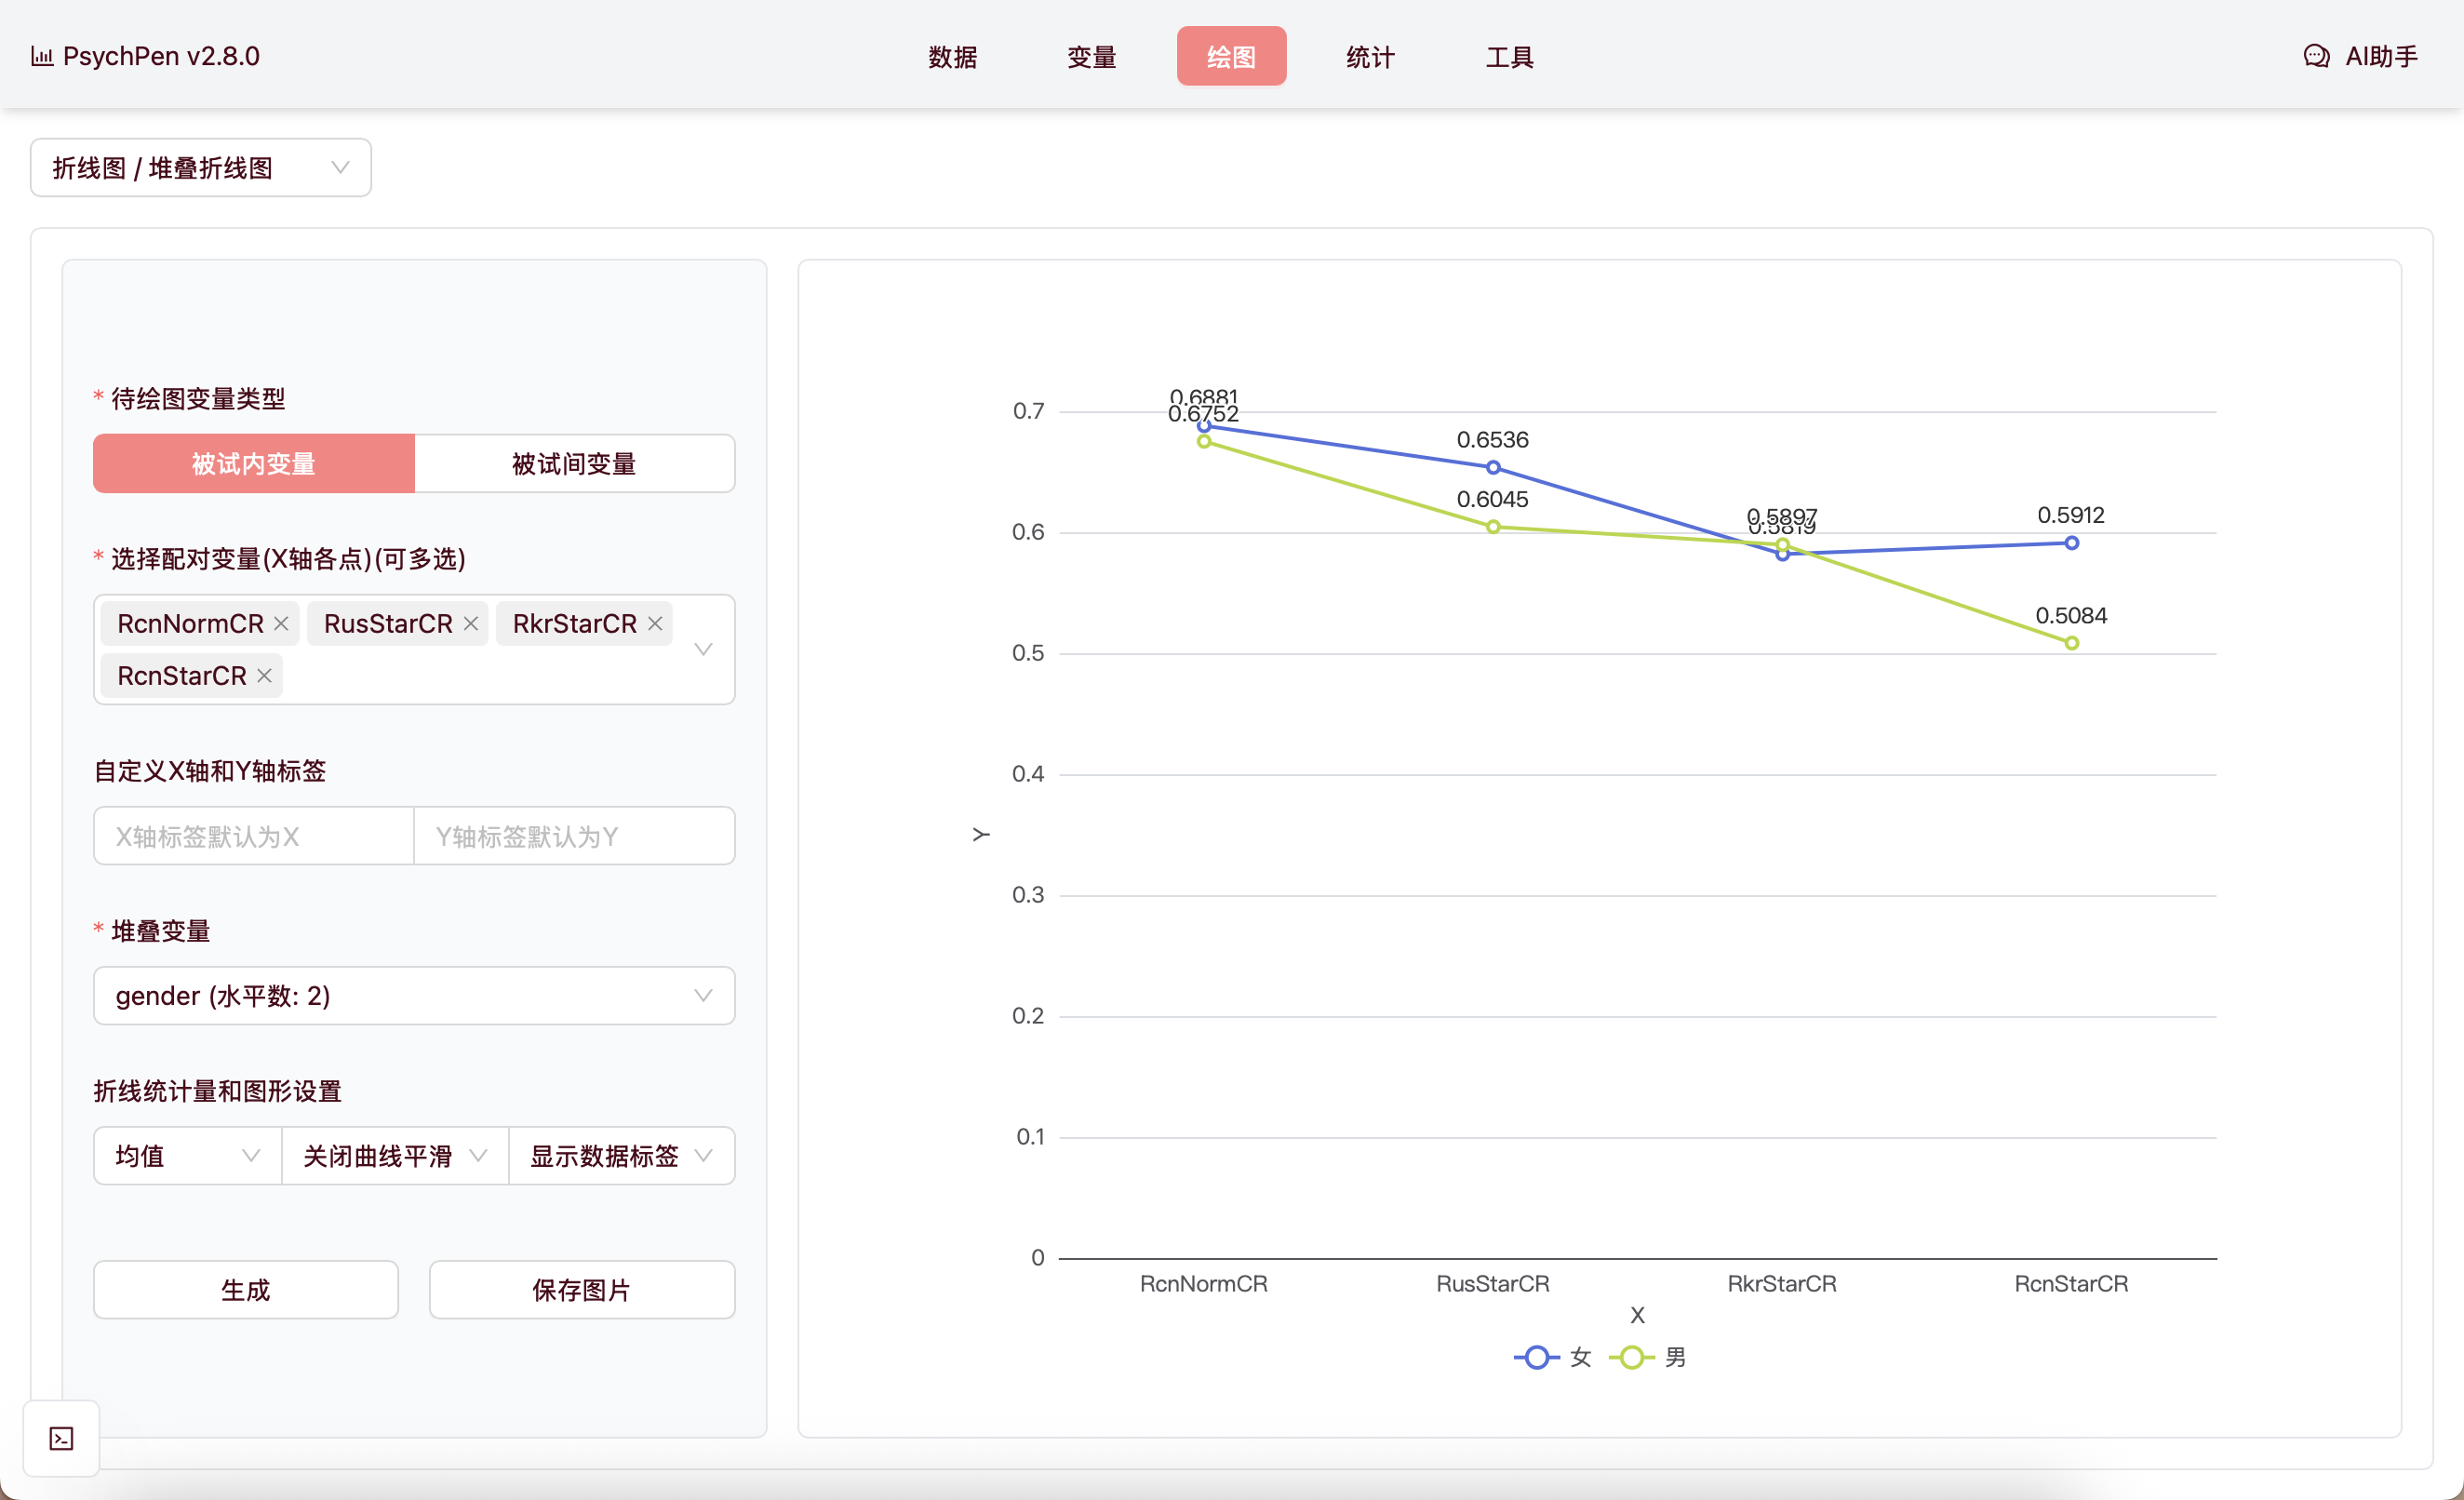 PsychPen v2.8.0
数据
变量
绘图
统计
工具
AI助手
折线图 / 堆叠折线图
* 待绘图变量类型
被试内变量
被试间变量
* 选择配对变量(X轴各点)(可多选)
RcnNormCR
RusStarCR
RkrStarCR
RcnStarCR
自定义X轴和Y轴标签
X轴标签默认为X
Y轴标签默认为Y
* 堆叠变量
gender (水平数: 2)
折线统计量和图形设置
均值
关闭曲线平滑
显示数据标签
生成
保存图片
0.6881
0.6752
0.6536
0.6045
0.5897
0.5819
0.5912
0.5084
0.7
0.6
0.5
0.4
0.3
0.2
0.1
0
Y
RcnNormCR
RusStarCR
RkrStarCR
RcnStarCR
X
女
男